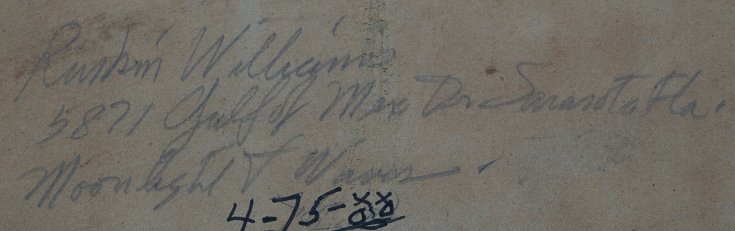 Ruskin Williams
5871 Gulf of Mex Dr Sarasota Fla.
Moonlight & Waves
4-75-